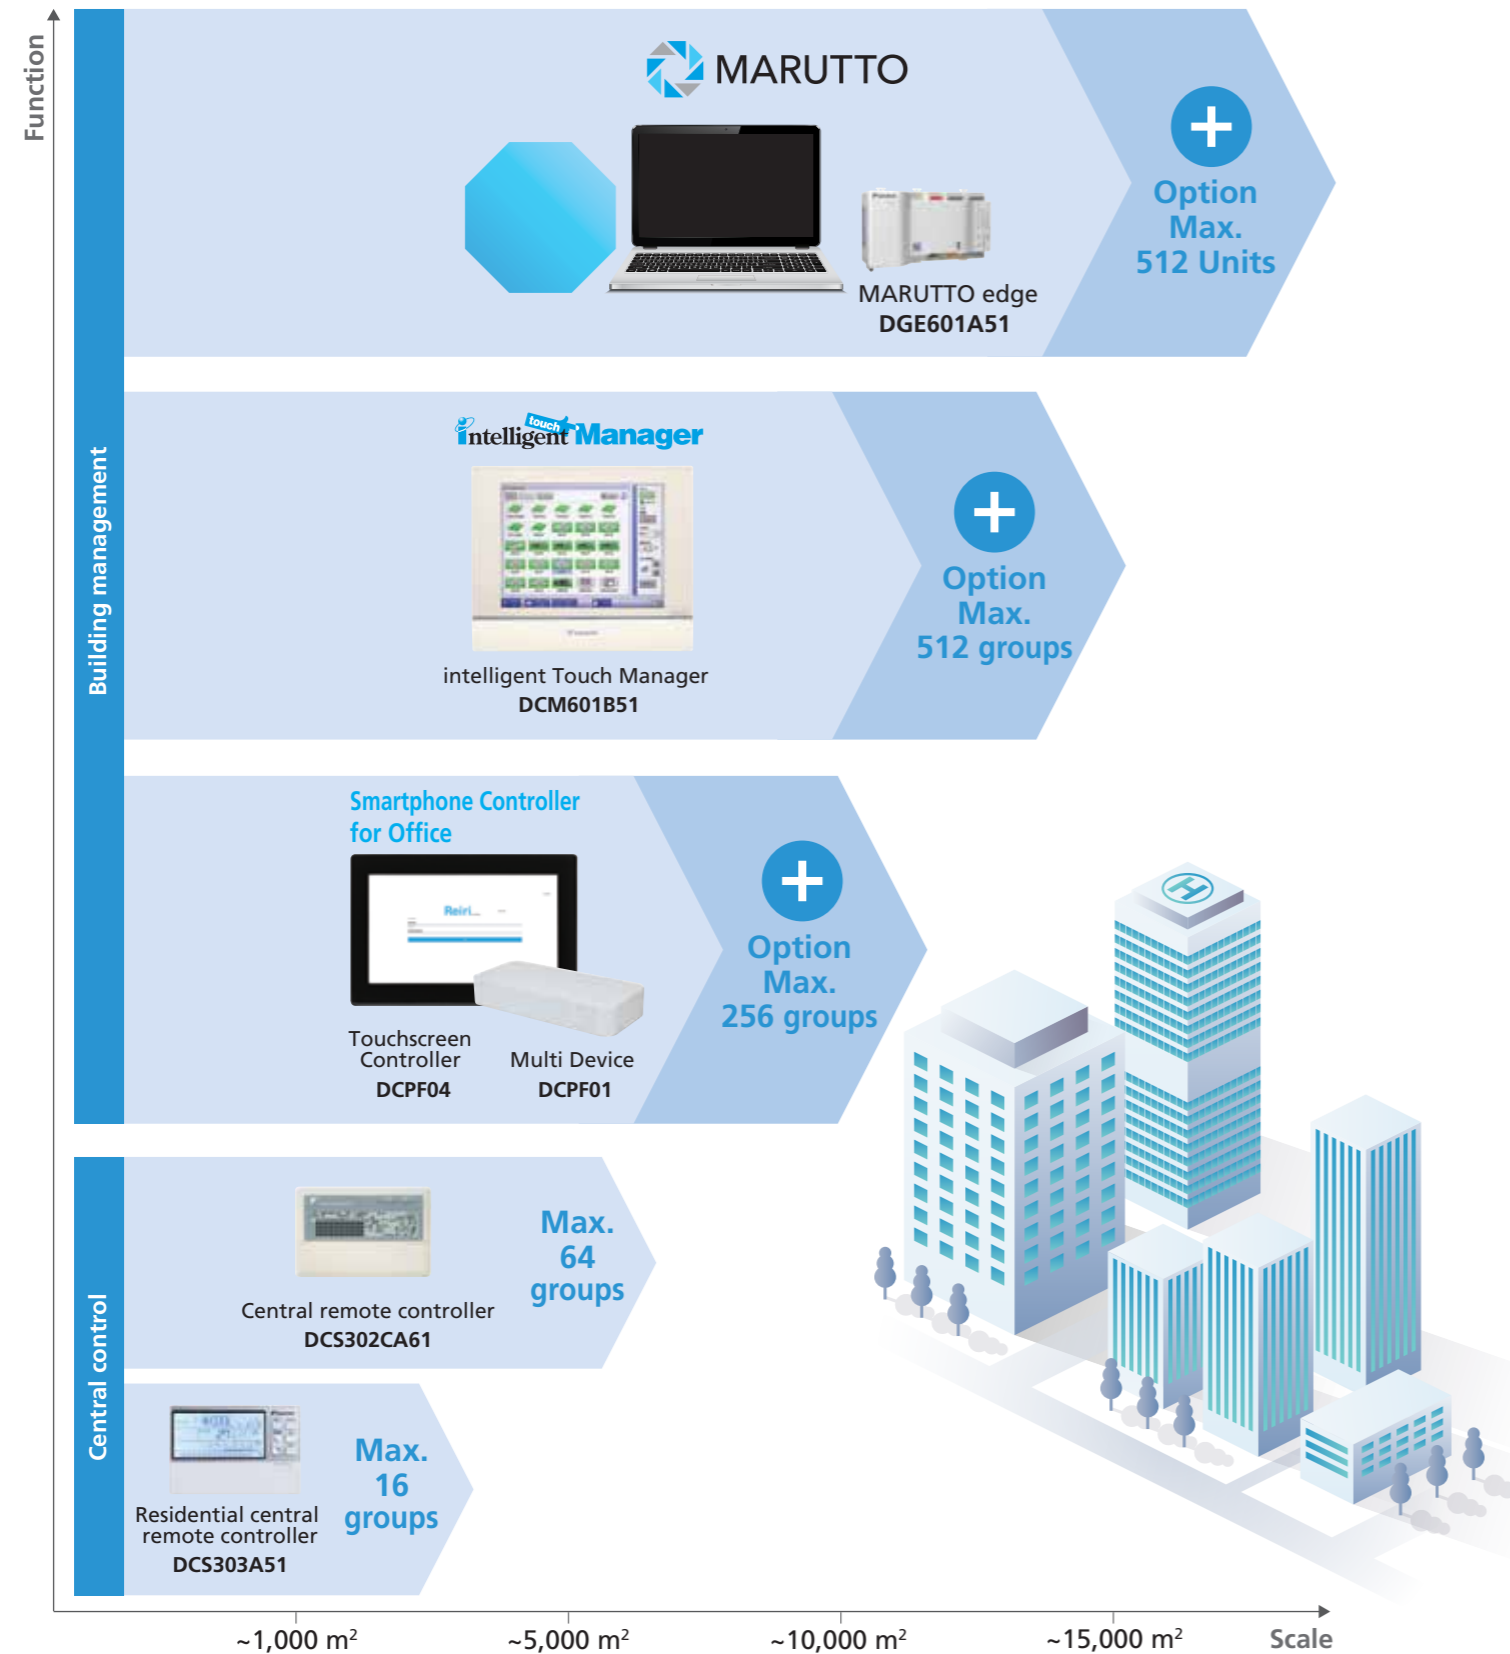 Function
MARUTTO
MARUTTO edge
DGE601A51
Option
Max.
512 Units
Building management
intelligent touch Manager
intelligent Touch Manager
DCM601B51
Option
Max.
512 groups
Smartphone Controller
for Office
Reiri
Touchscreen
Controller
DCPF04
Multi Device
DCPF01
Option
Max.
256 groups
Central control
Central remote controller
DCS302CA61
Max.
64
groups
Residential central
remote controller
DCS303A51
Max.
16
groups
H
~1,000 m²
~5,000 m²
~10,000 m²
~15,000 m²
Scale